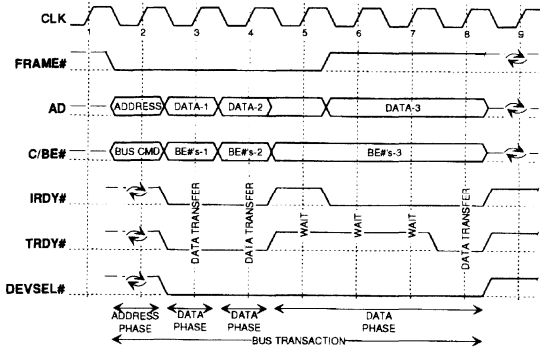 CLK
1 2 3 4 5 6 7 8 9
FRAME#
AD
ADDRESS DATA-1 DATA-2 DATA-3
C/BE#
BUS CMD BE#'s-1 BE#'s-2 BE#'s-3
IRDY#
DATA TRANSFER DATA TRANSFER WAIT WAIT WAIT DATA TRANSFER
TRDY#
DEVSEL#
ADDRESS PHASE
DATA PHASE
DATA PHASE
DATA PHASE
BUS TRANSACTION